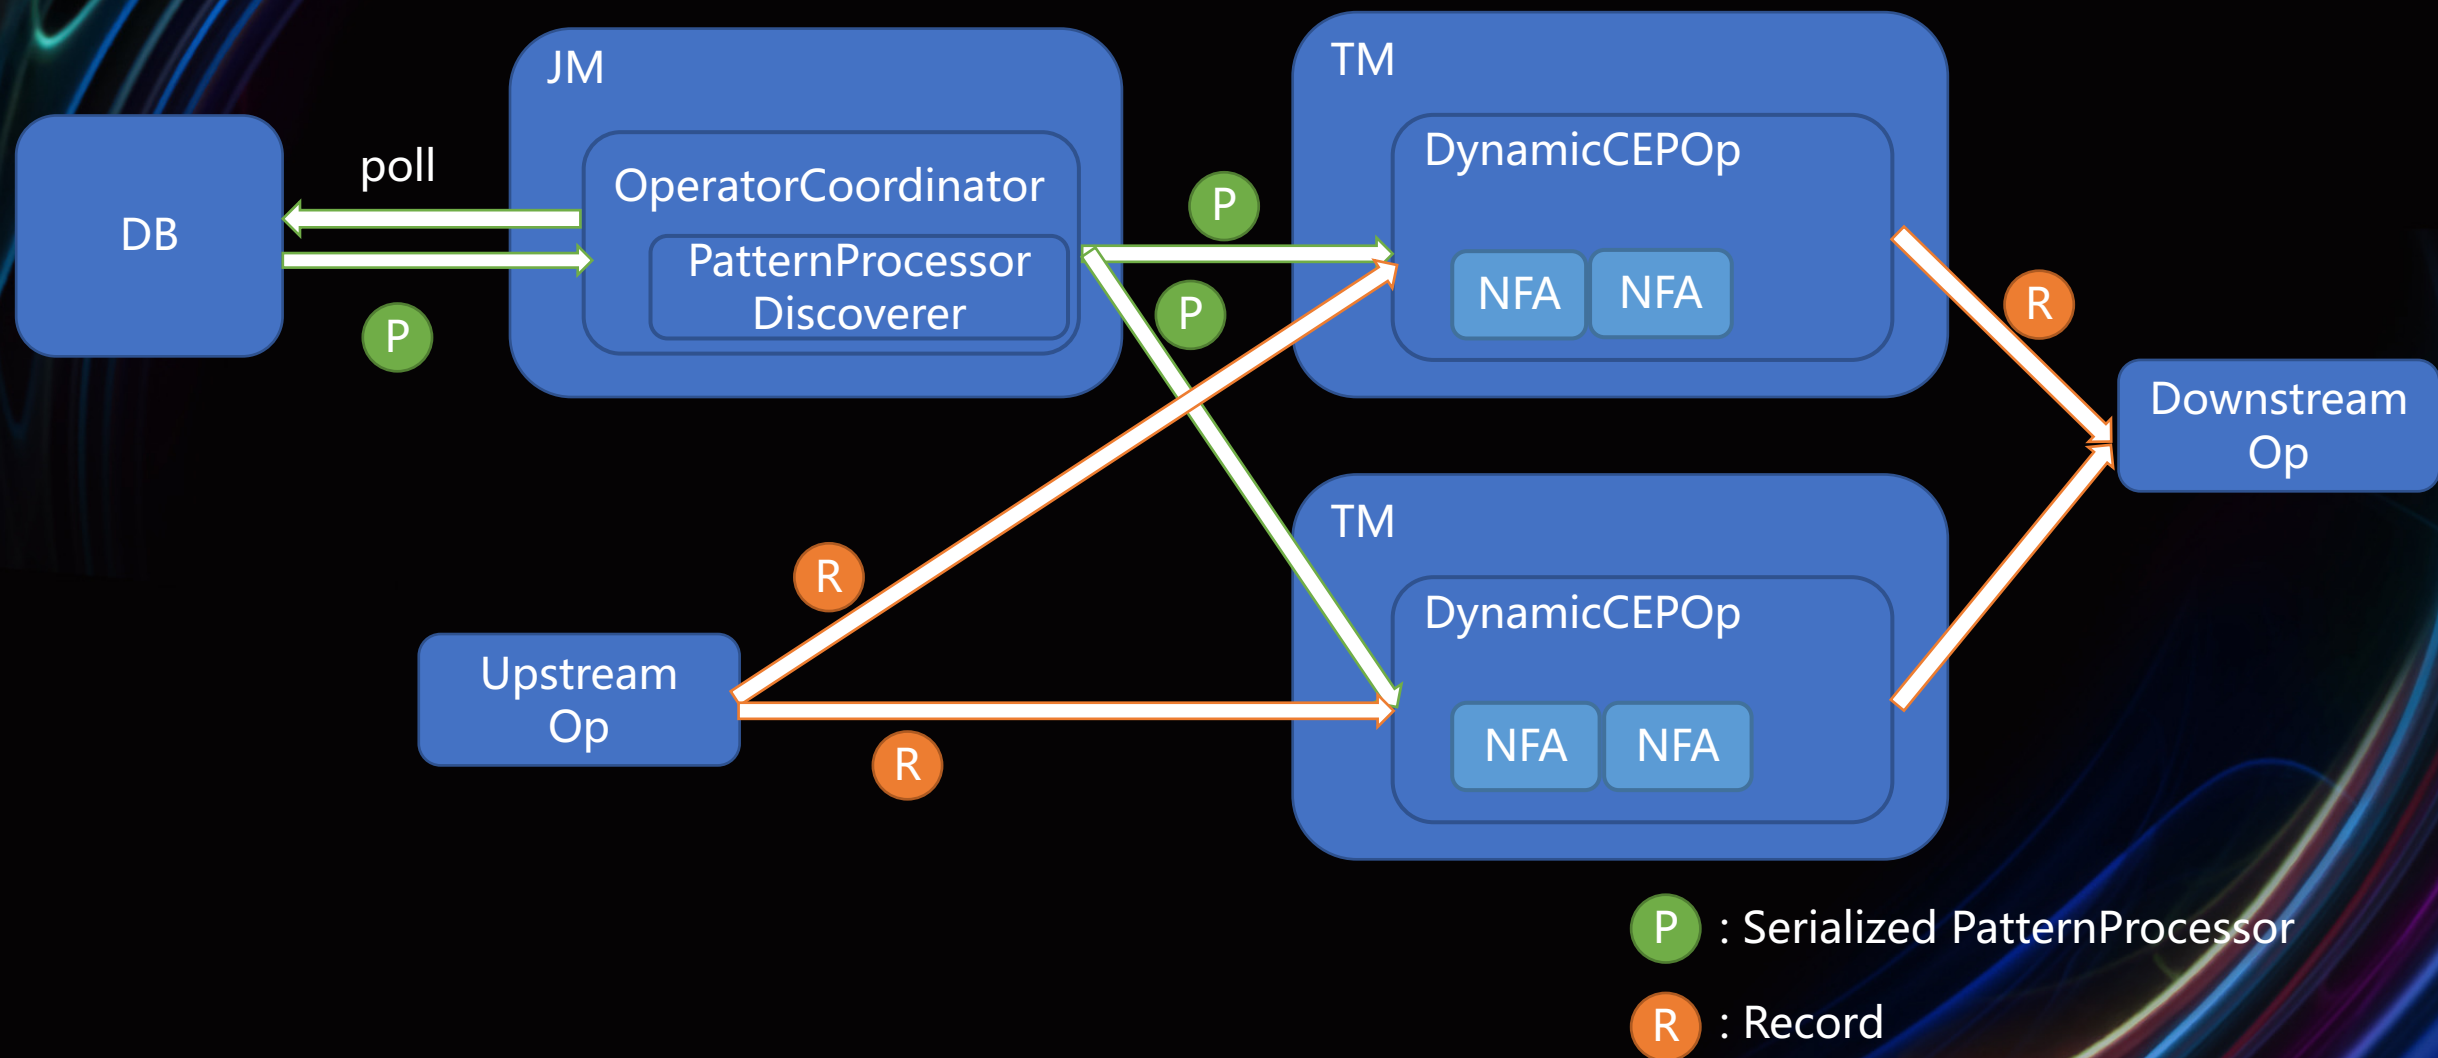 DB
poll
P
JM
OperatorCoordinator
PatternProcessor
Discoverer
P
P
TM
DynamicCEPOp
NFA
NFA
R
Downstream
Op
R
Upstream
Op
R
TM
DynamicCEPOp
NFA
NFA
P : Serialized PatternProcessor
R : Record